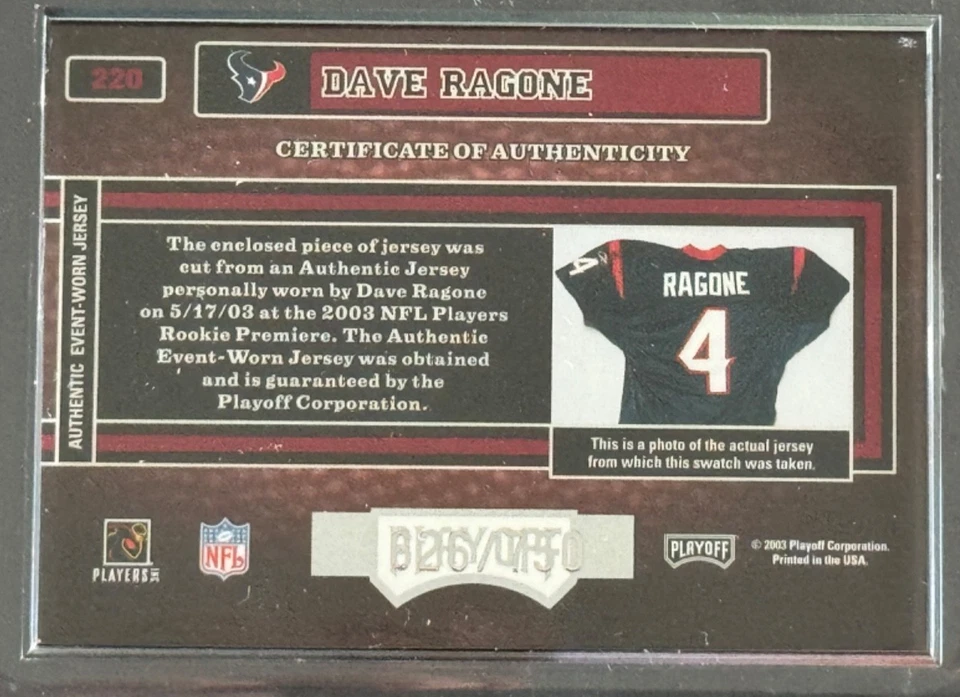 220
DAVE RAGONE
CERTIFICATE OF AUTHENTICITY
AUTHENTIC EVENT-WORN JERSEY
The enclosed piece of jersey was
cut from an Authentic Jersey
personally worn by Dave Ragone
on 5/17/03 at the 2003 NFL Players
Rookie Premiere. The Authentic
Event-Worn Jersey was obtained
and is guaranteed by the
Playoff Corporation.
4
RAGONE
4
This is a photo of the actual jersey
from which this swatch was taken.
PLAYERS INC
NFL
PLAYOFF
© 2003 Playoff Corporation.
Printed in the USA.